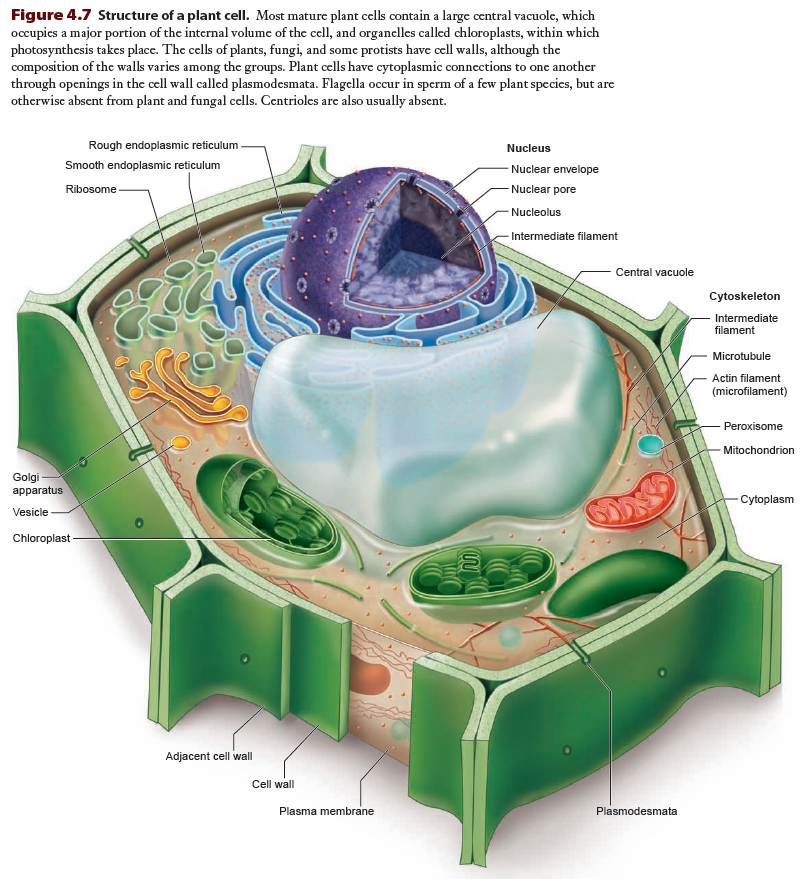 Figure 4.7 Structure of a plant cell. Most mature plant cells contain a large central vacuole, which
occupies a major portion of the internal volume of the cell, and organelles called chloroplasts, within which
photosynthesis takes place. The cells of plants, fungi, and some protists have cell walls, although the
composition of the walls varies among the groups. Plant cells have cytoplasmic connections to one another
through openings in the cell wall called plasmodesmata. Flagella occur in sperm of a few plant species, but are
otherwise absent from plant and fungal cells. Centrioles are also usually absent.
Rough endoplasmic reticulum
Smooth endoplasmic reticulum
Ribosome
Nucleus
Nuclear envelope
Nuclear pore
Nucleolus
Intermediate filament
Central vacuole
Cytoskeleton
Intermediate
filament
Microtubule
Actin filament
(microfilament)
Peroxisome
Mitochondrion
Cytoplasm
Golgi
apparatus
Vesicle
Chloroplast
Adjacent cell wall
Cell wall
Plasma membrane
Plasmodesmata